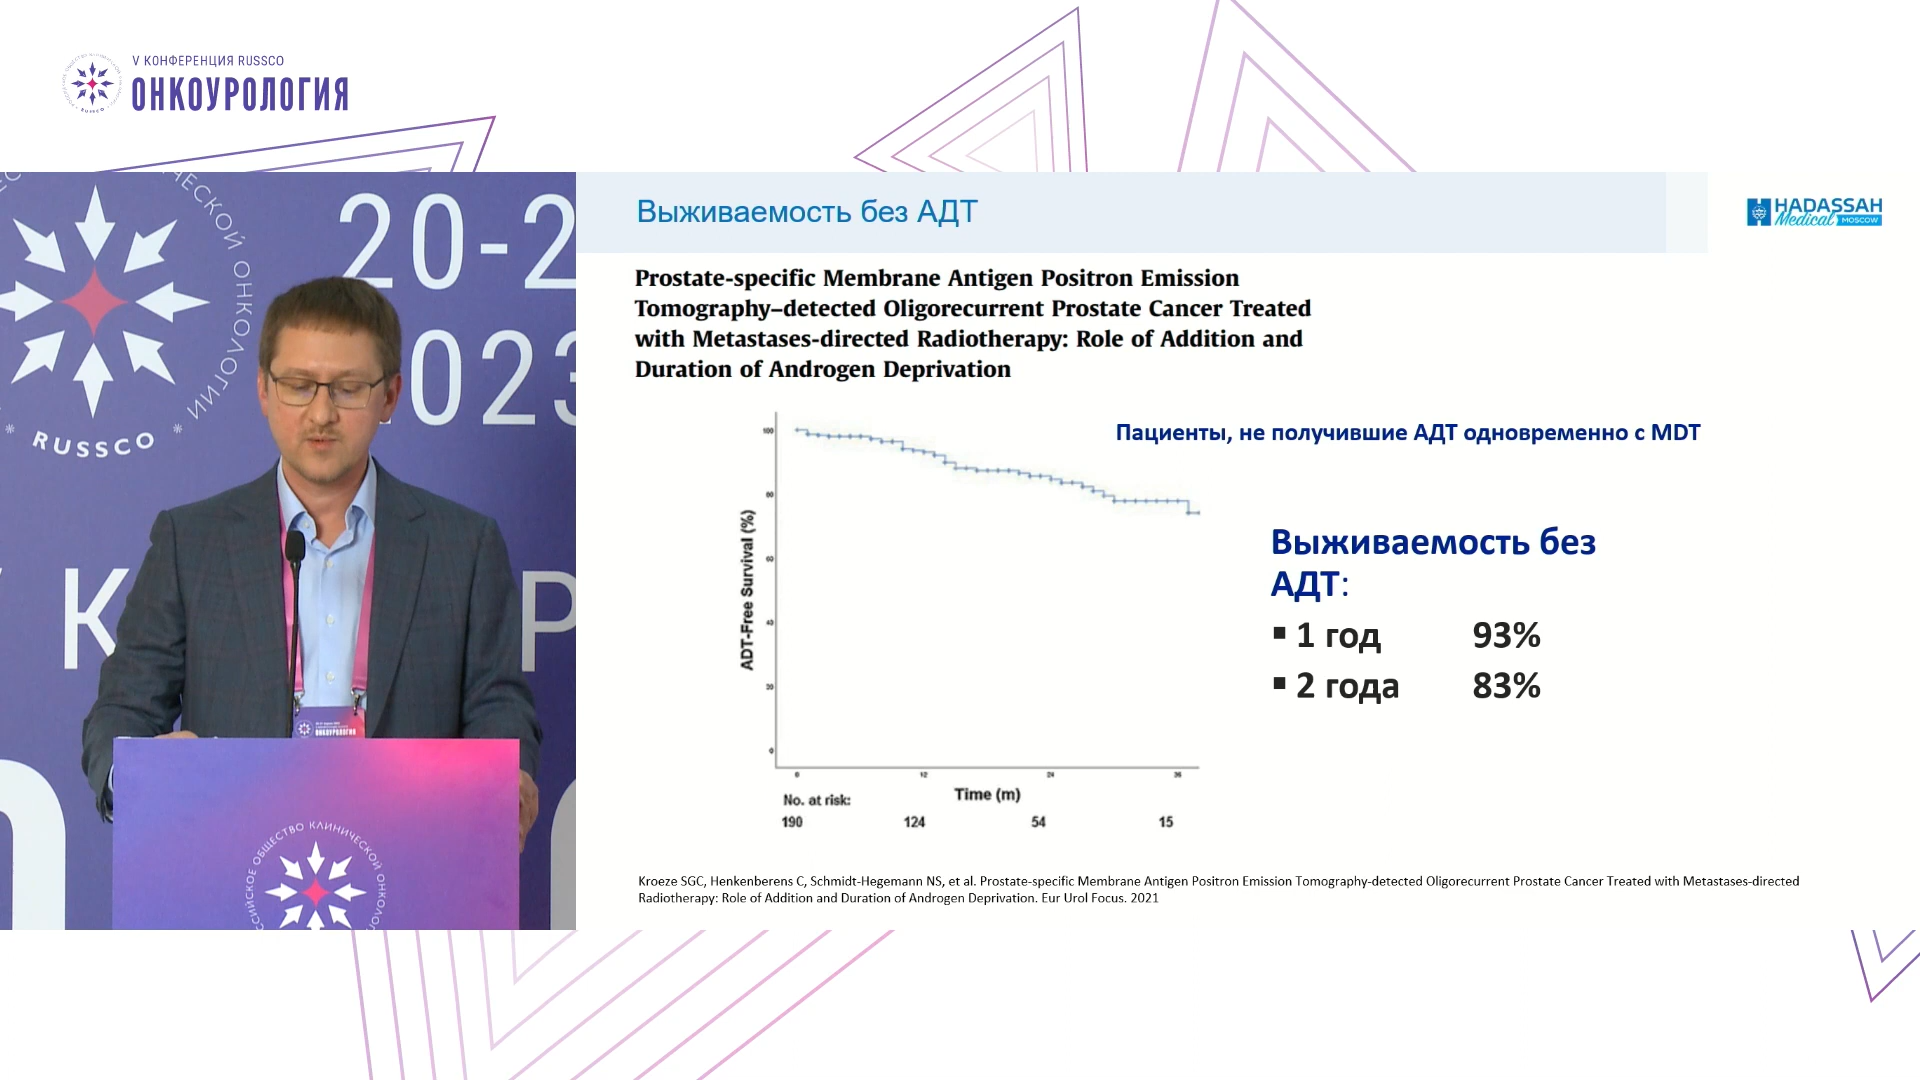 V КОНФЕРЕНЦИЯ RUSSCO
ОНКОУРОЛОГИЯ
ЧЕСКОЙ ОНКОЛОГИИ
RUSSCO
20-2
023
К
Р
ОНКОУРОЛОГИЯ
ССИЙСКОЕ ОБЩЕСТВО КЛИНИЧЕСКОЙ ОНКОЛОГ
Выживаемость без АДТ
HADASSAH
Medical MOSCOW
Prostate-specific Membrane Antigen Positron Emission
Tomography–detected Oligorecurrent Prostate Cancer Treated
with Metastases-directed Radiotherapy: Role of Addition and
Duration of Androgen Deprivation
Пациенты, не получившие АДТ одновременно с MDT
ADT-Free Survival (%)
100
80
60
40
20
0
0 12 24 36
Time (m)
No. at risk:
190 124 54 15
Выживаемость без
АДТ:
▪ 1 год 93%
▪ 2 года 83%
Kroeze SGC, Henkenberens C, Schmidt-Hegemann NS, et al. Prostate-specific Membrane Antigen Positron Emission Tomography-detected Oligorecurrent Prostate Cancer Treated with Metastases-directed
Radiotherapy: Role of Addition and Duration of Androgen Deprivation. Eur Urol Focus. 2021